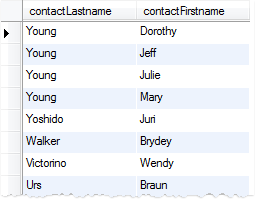 contactLastname contactFirstname
Young Dorothy
Young Jeff
Young Julie
Young Mary
Yoshido Juri
Walker Brydey
Victorino Wendy
Urs Braun